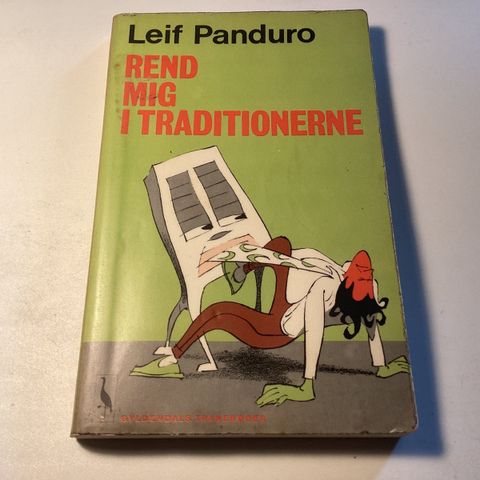 Leif Panduro
REND
MIG
I TRADITIONERNE
GYLDENDALS TRANEBØGER